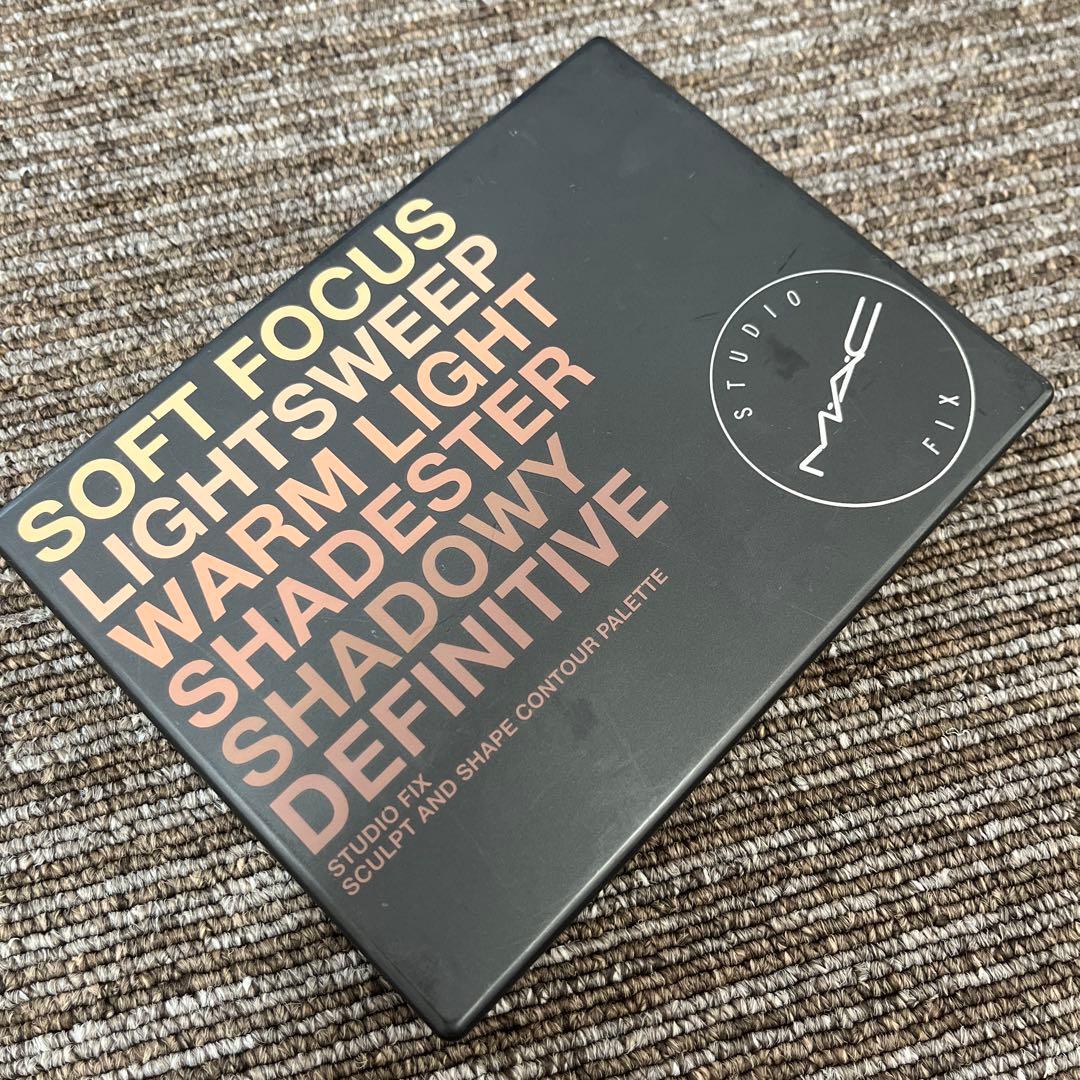 SOFT FOCUS
LIGHTSWEEP
WARM LIGHT
SHADESTER
SHADOWY
DEFINITIVE
STUDIO FIX
SCULPT AND SHAPE CONTOUR PALETTE
STUDIO
M·A·C
FIX